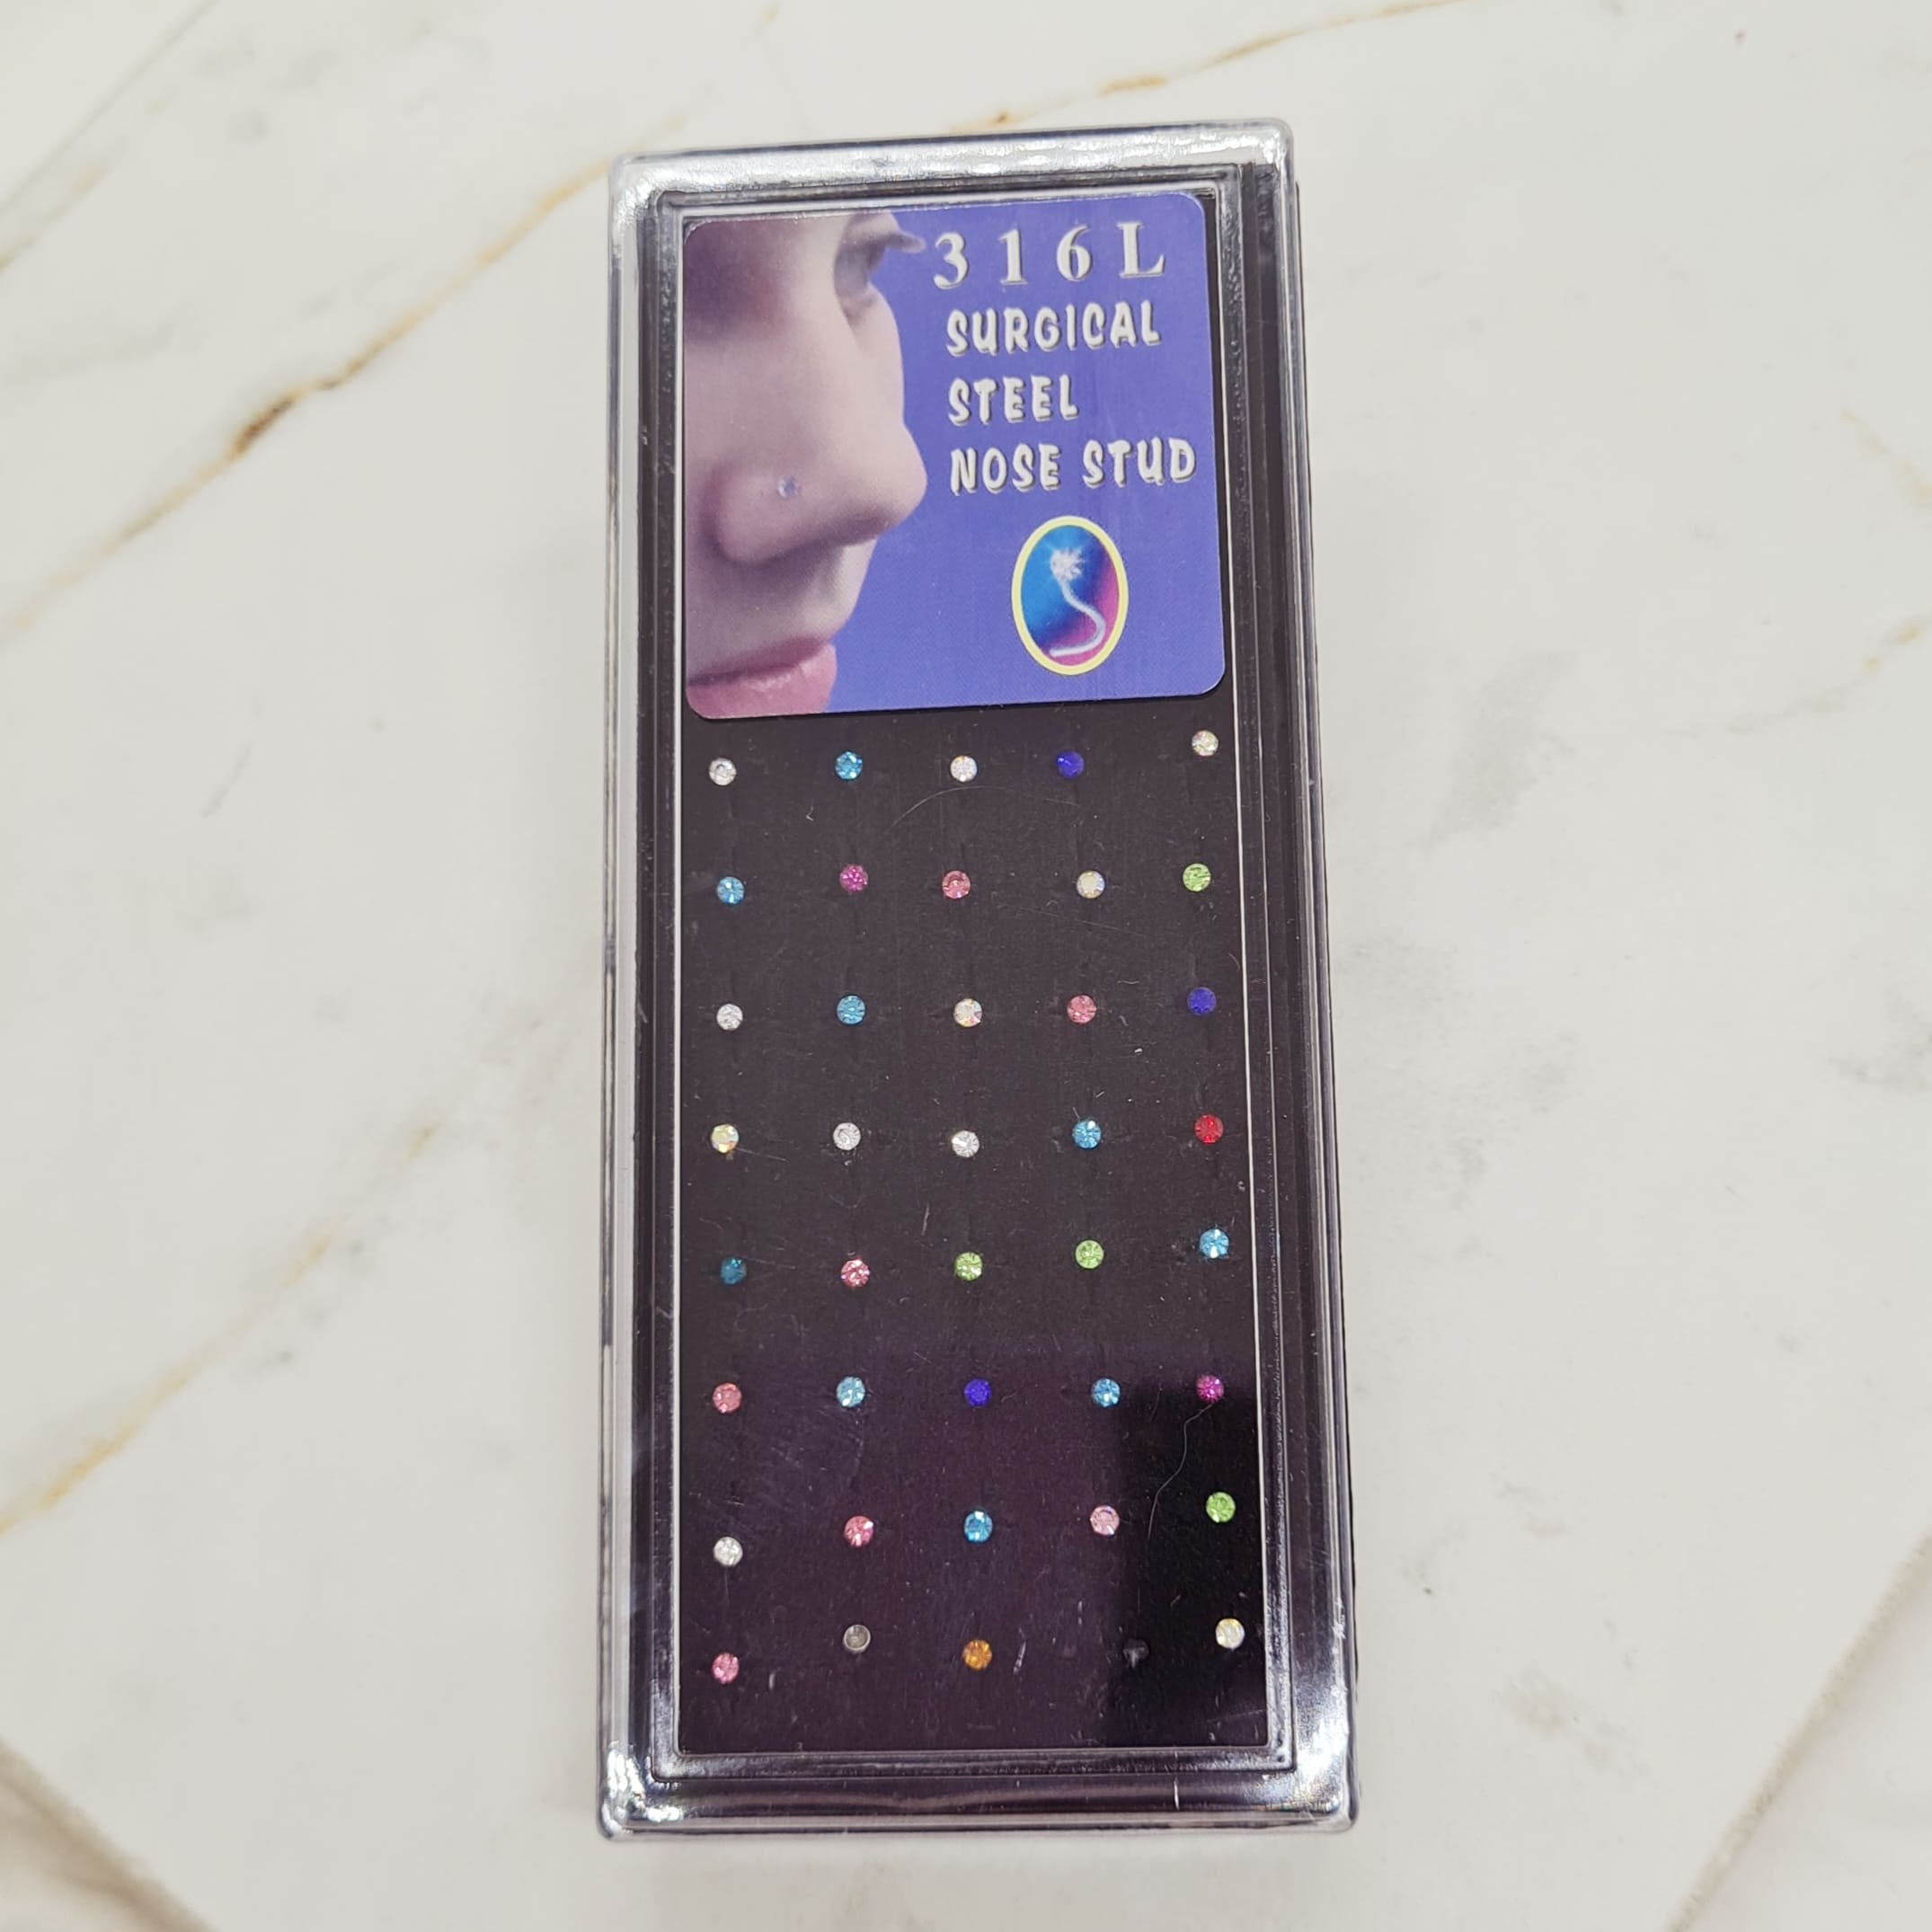 316L
SURGICAL
STEEL
NOSE STUD